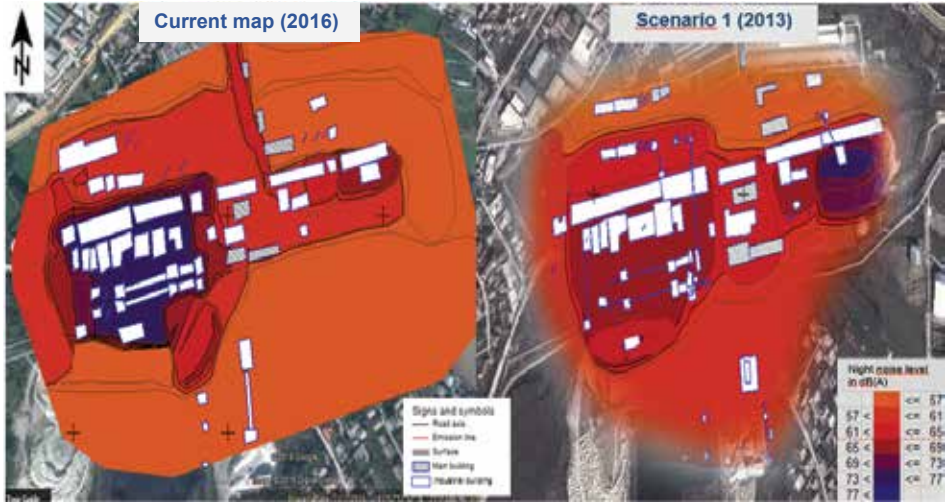 Current map (2016)
Scenario 1 (2013)
N
Signs and symbols
Road axis
Emission line
Surface
Main building
Industrial building
Night noise level
in dB(A)
<= 57
57 < <= 61
61 < <= 65
65 < <= 69
69 < <= 73
73 < <= 77